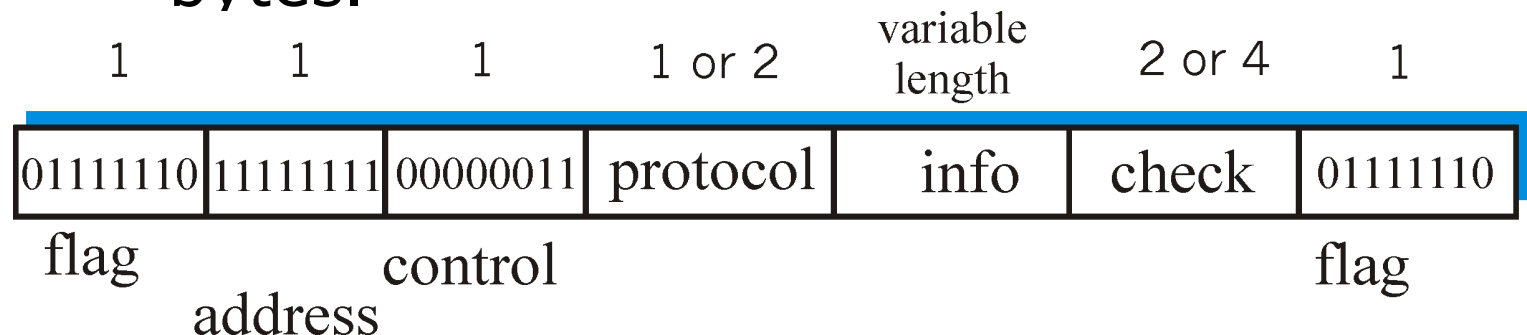 bytes.
1 1 1 1 or 2 variable length 2 or 4 1
01111110 11111111 00000011 protocol info check 01111110
flag address control flag